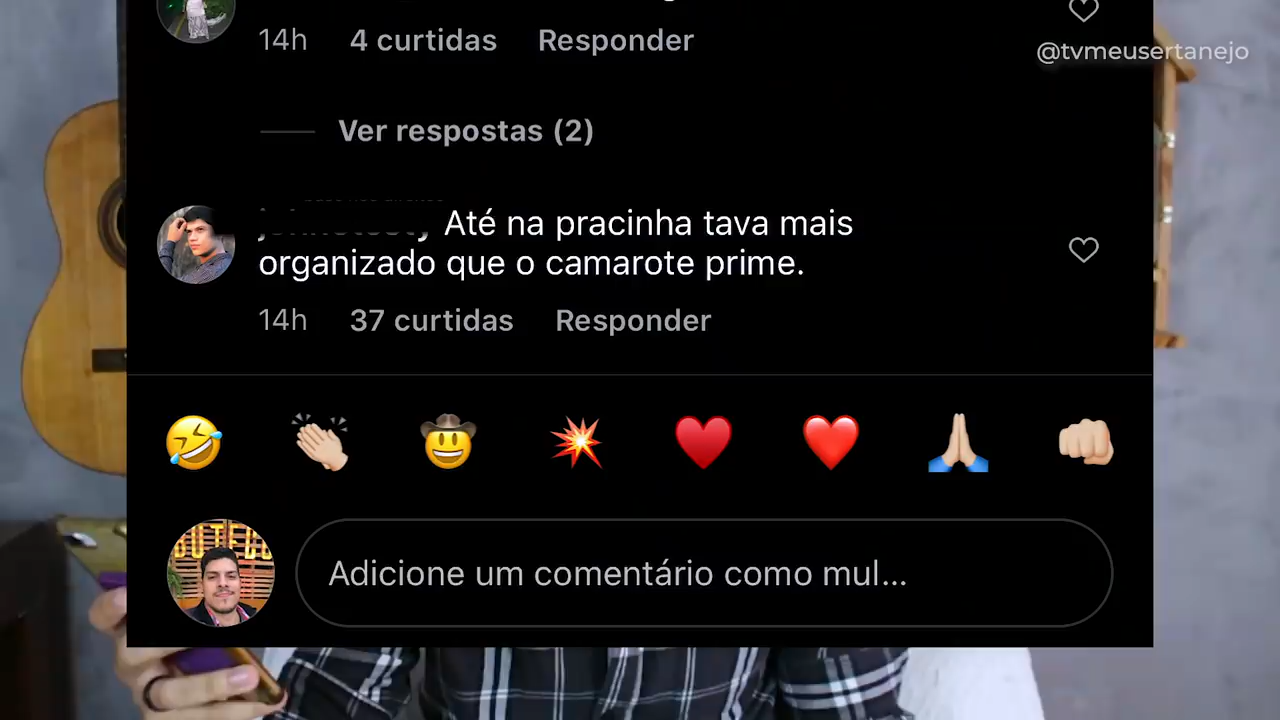 14h 4 curtidas Responder
@tvmeusertanejo
Ver respostas (2)
Até na pracinha tava mais
organizado que o camarote prime.
14h 37 curtidas Responder
Adicione um comentário como mul...